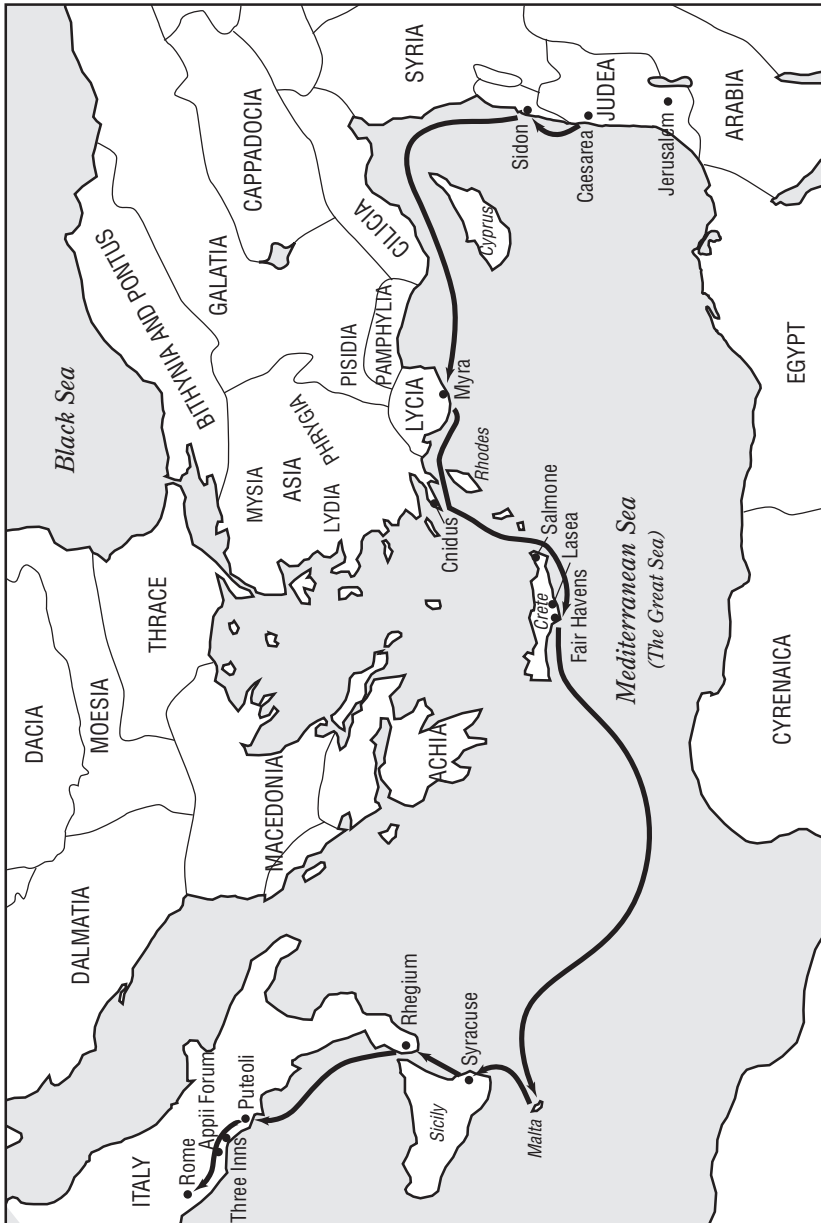 Black Sea
DACIA
MOESIA
THRACE
DALMATIA
MACEDONIA
ACHIA
ITALY
Rome
Appii Forum
Three Inns
Puteoli
Rhegium
Sicily
Syracuse
Malta
BITHYNIA AND PONTUS
GALATIA
CAPPADOCIA
CILICIA
MYSIA
ASIA
PHRYGIA
LYDIA
PISIDIA
PAMPHYLIA
LYCIA
Myra
Rhodes
Cnidus
Salmone
Lasea
Crete
Fair Havens
Mediterranean Sea
(The Great Sea)
Cyprus
SYRIA
Sidon
Caesarea
JUDEA
Jerusalem
ARABIA
EGYPT
CYRENAICA